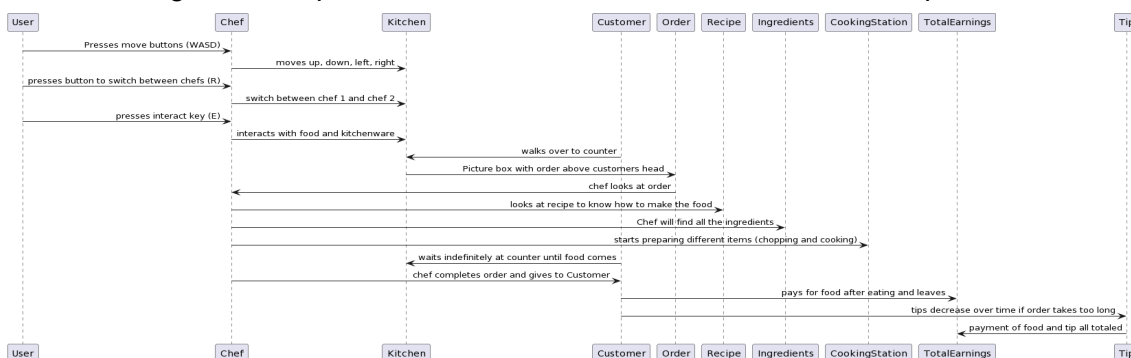 User Chef Kitchen Customer Order Recipe Ingredients CookingStation TotalEarnings
Presses move buttons (WASD)
moves up, down, left, right
presses button to switch between chefs (R)
switch between chef 1 and chef 2
presses interact key (E)
interacts with food and kitchenware
walks over to counter
Picture box with order above customers head
chef looks at order
looks at recipe to know how to make the food
Chef will find all the ingredients
starts preparing different items (chopping and cooking)
waits indefinitely at counter until food comes
chef completes order and gives to Customer
pays for food after eating and leaves
tips decrease over time if order takes too long
payment of food and tip all totaled
User Chef Kitchen Customer Order Recipe Ingredients CookingStation TotalEarnings